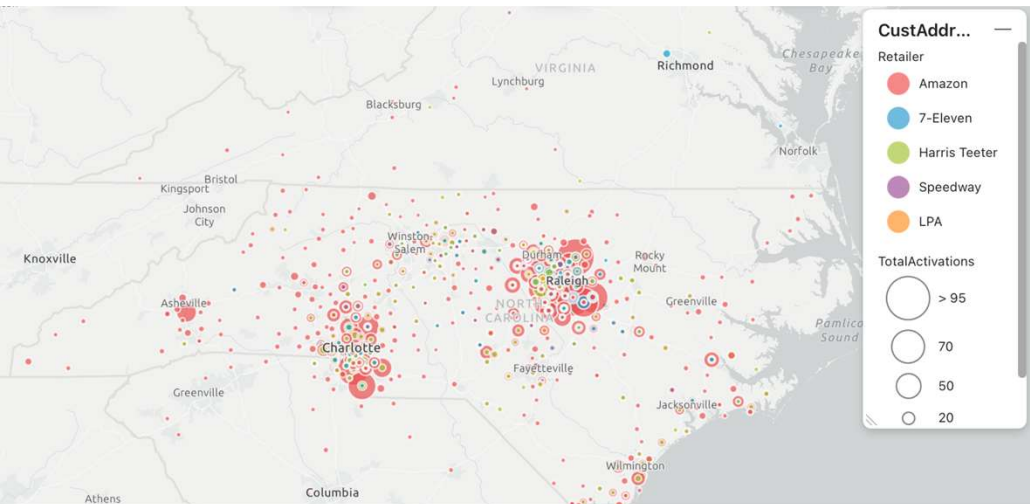 VIRGINIA
Richmond
Chesapeake
Bay
Lynchburg
Blacksburg
Norfolk
Bristol
Kingsport
Johnson
City
Knoxville
Winston
Salem
Durham
Raleigh
Rocky
Mount
Asheville
NORTH
CAROLINA
Greenville
Pamlico
Sound
Charlotte
Fayetteville
Greenville
Jacksonville
Wilmington
Columbia
Athens
CustAddr...
Retailer
Amazon
7-Eleven
Harris Teeter
Speedway
LPA
TotalActivations
> 95
70
50
20